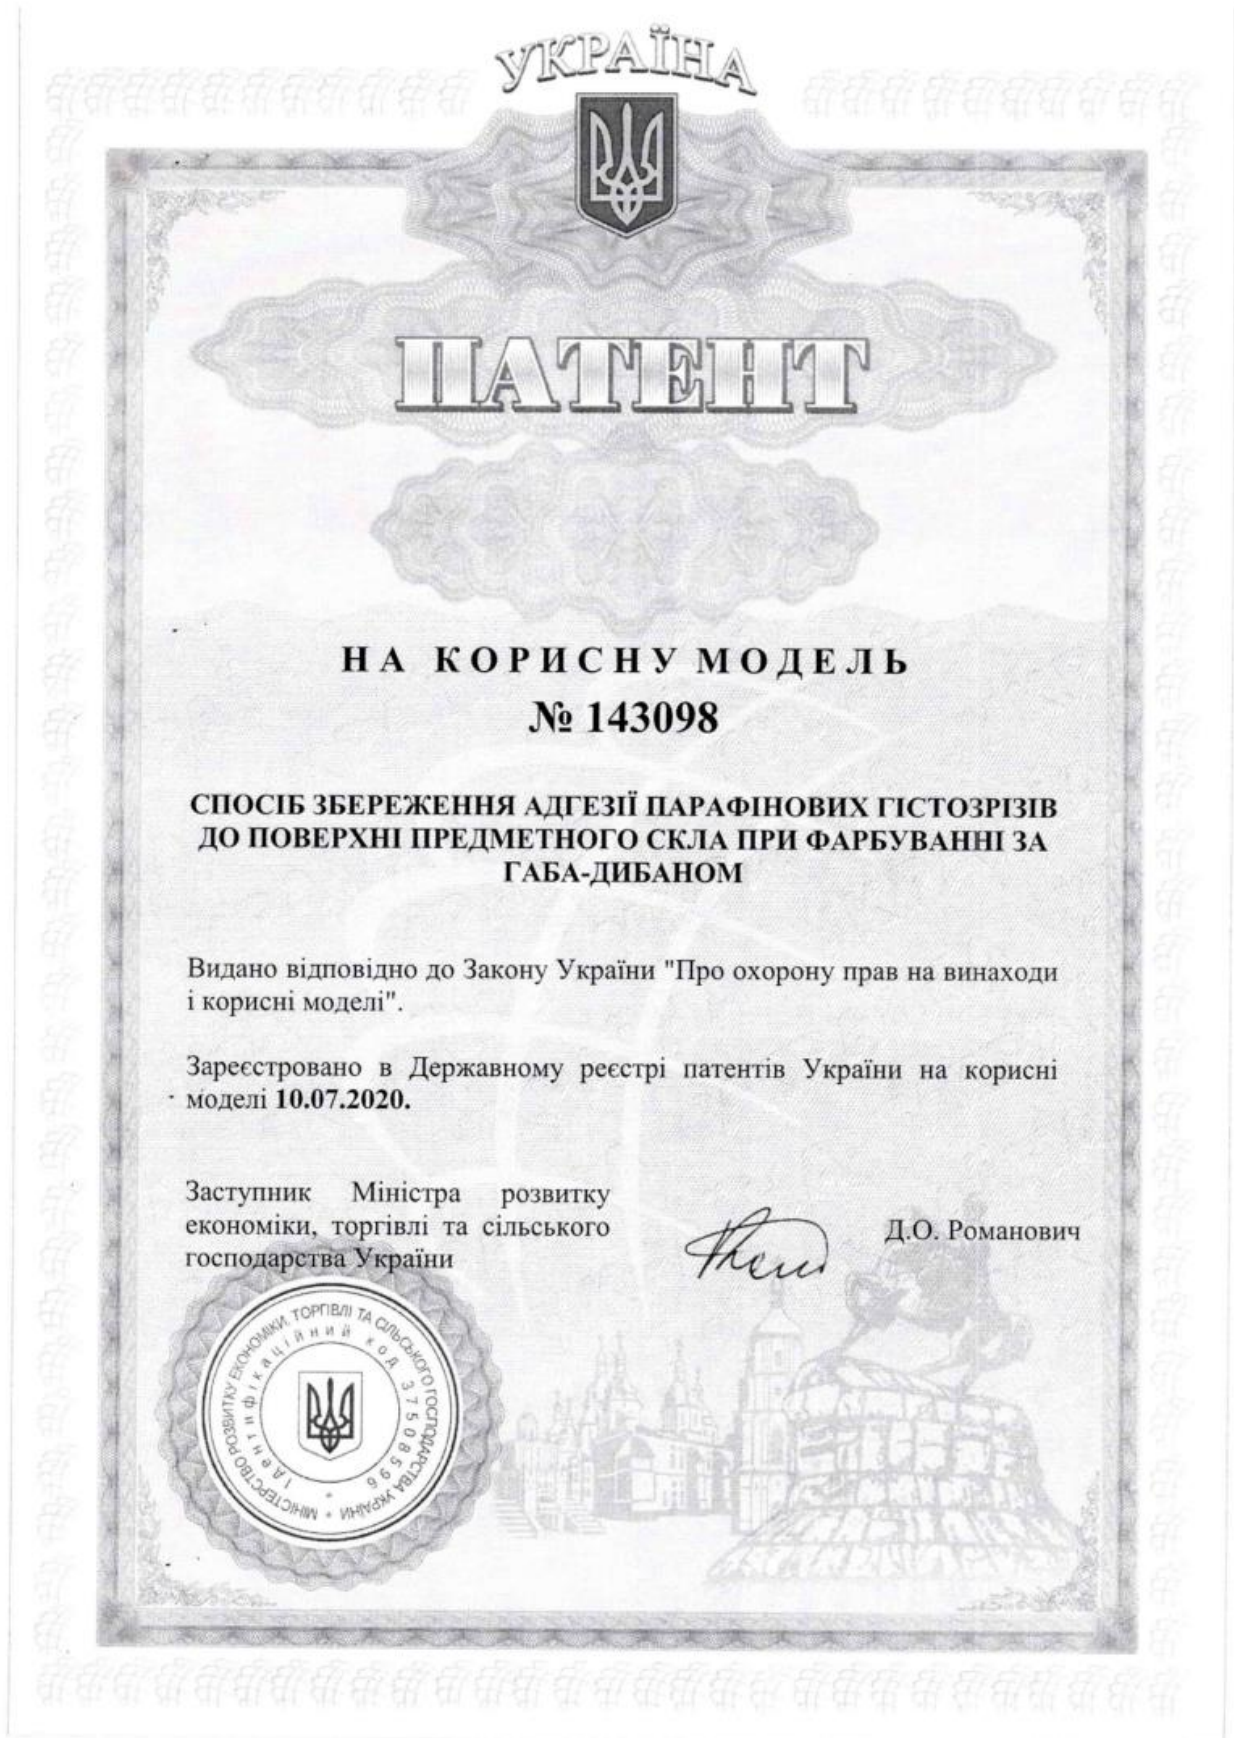 УКРАЇНА
ПАТЕНТ
НА КОРИСНУ МОДЕЛЬ
№ 143098
СПОСІБ ЗБЕРЕЖЕННЯ АДГЕЗІЇ ПАРАФІНОВИХ ГІСТОЗРІЗІВ
ДО ПОВЕРХНІ ПРЕДМЕТНОГО СКЛА ПРИ ФАРБУВАННІ ЗА
ГАБА-ДИБАНОМ
Видано відповідно до Закону України "Про охорону прав на винаходи
і корисні моделі".
Зареєстровано в Державному реєстрі патентів України на корисні
моделі 10.07.2020.
Заступник Міністра розвитку
економіки, торгівлі та сільського
господарства України
Д.О. Романович
МІНІСТЕРСТВО РОЗВИТКУ ЕКОНОМІКИ, ТОРГІВЛІ ТА СІЛЬСЬКОГО ГОСПОДАРСТВА УКРАЇНИ *
Ідентифікаційний код 37508596 *